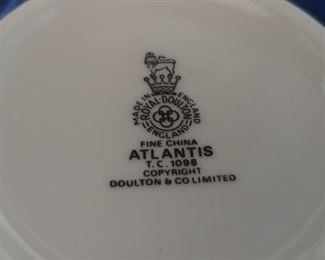 MADE IN ENGLAND
ROYAL DOULTON
ENGLAND
FINE CHINA
ATLANTIS
T.C. 1098
COPYRIGHT
DOULTON & CO LIMITED